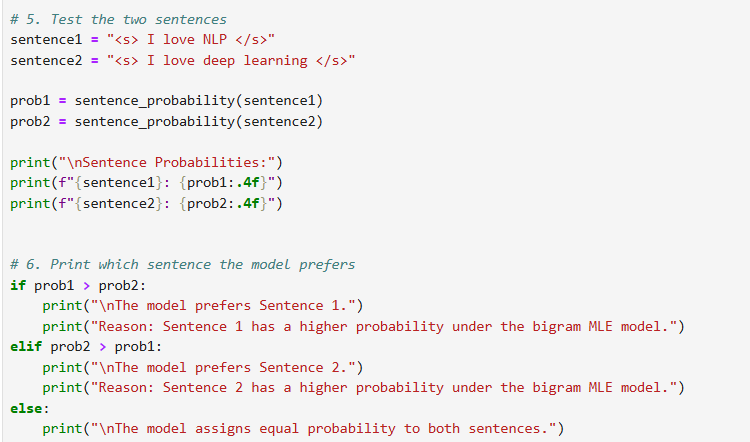 # 5. Test the two sentences
sentence1 = "<s> I love NLP </s>"
sentence2 = "<s> I love deep learning </s>"
prob1 = sentence_probability(sentence1)
prob2 = sentence_probability(sentence2)
print("\nSentence Probabilities:")
print(f"{sentence1}: {prob1:.4f}")
print(f"{sentence2}: {prob2:.4f}")
# 6. Print which sentence the model prefers
if prob1 > prob2:
    print("\nThe model prefers Sentence 1.")
    print("Reason: Sentence 1 has a higher probability under the bigram MLE model.")
elif prob2 > prob1:
    print("\nThe model prefers Sentence 2.")
    print("Reason: Sentence 2 has a higher probability under the bigram MLE model.")
else:
    print("\nThe model assigns equal probability to both sentences.")